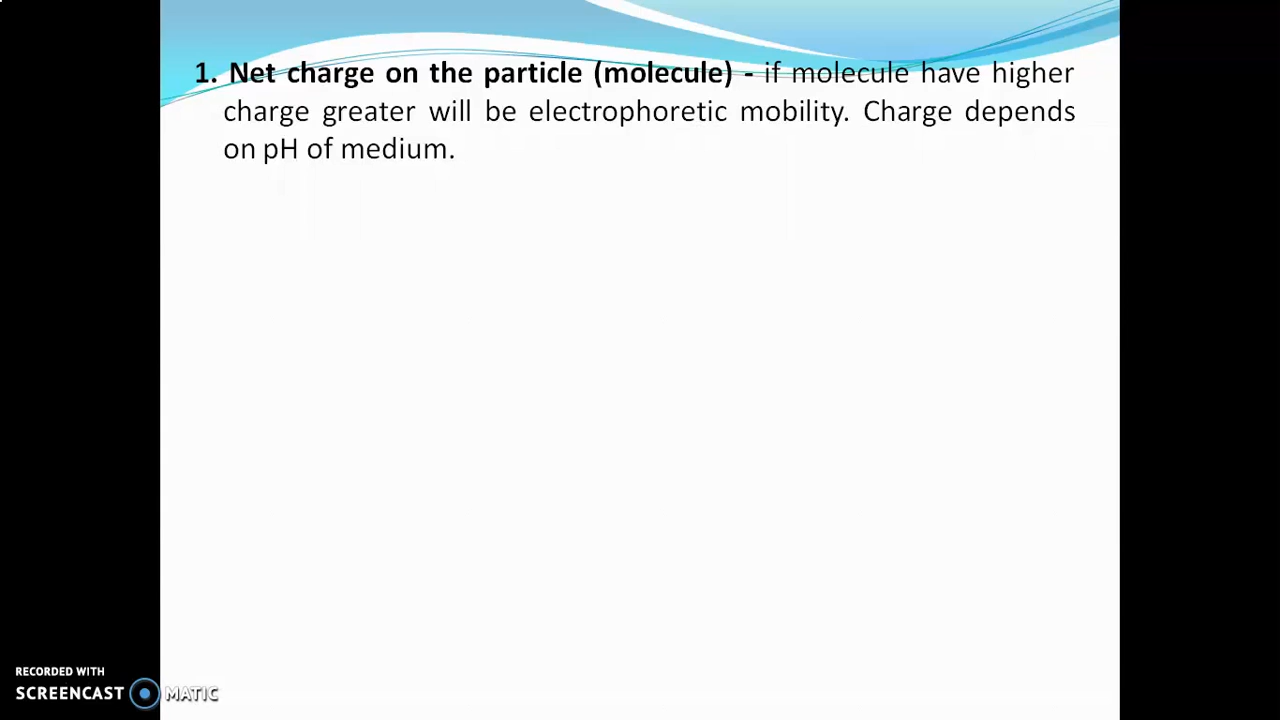 1. Net charge on the particle (molecule) - if molecule have higher
charge greater will be electrophoretic mobility. Charge depends
on pH of medium.
RECORDED WITH
SCREENCAST MATIC